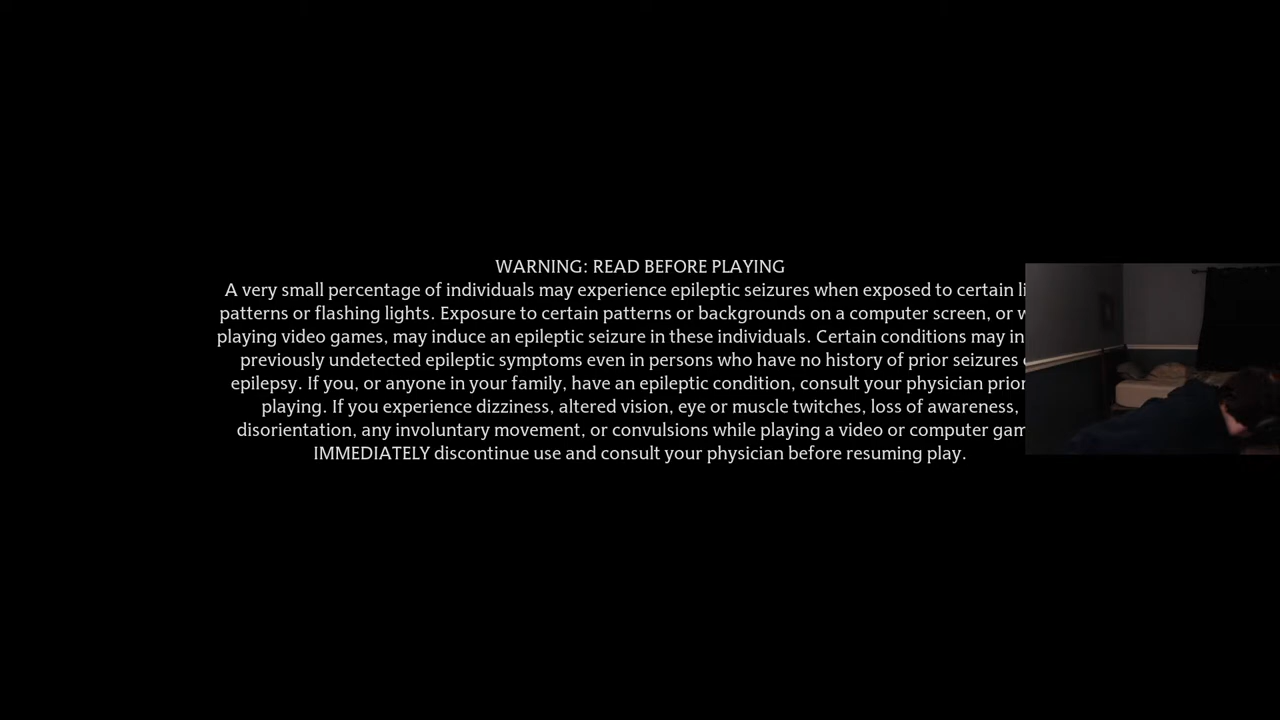 WARNING: READ BEFORE PLAYING
A very small percentage of individuals may experience epileptic seizures when exposed to certain
patterns or flashing lights. Exposure to certain patterns or backgrounds on a computer screen, or
playing video games, may induce an epileptic seizure in these individuals. Certain conditions may
previously undetected epileptic symptoms even in persons who have no history of prior seizures
epilepsy. If you, or anyone in your family, have an epileptic condition, consult your physician prior
playing. If you experience dizziness, altered vision, eye or muscle twitches, loss of awareness,
disorientation, any involuntary movement, or convulsions while playing a video or computer
IMMEDIATELY discontinue use and consult your physician before resuming play.